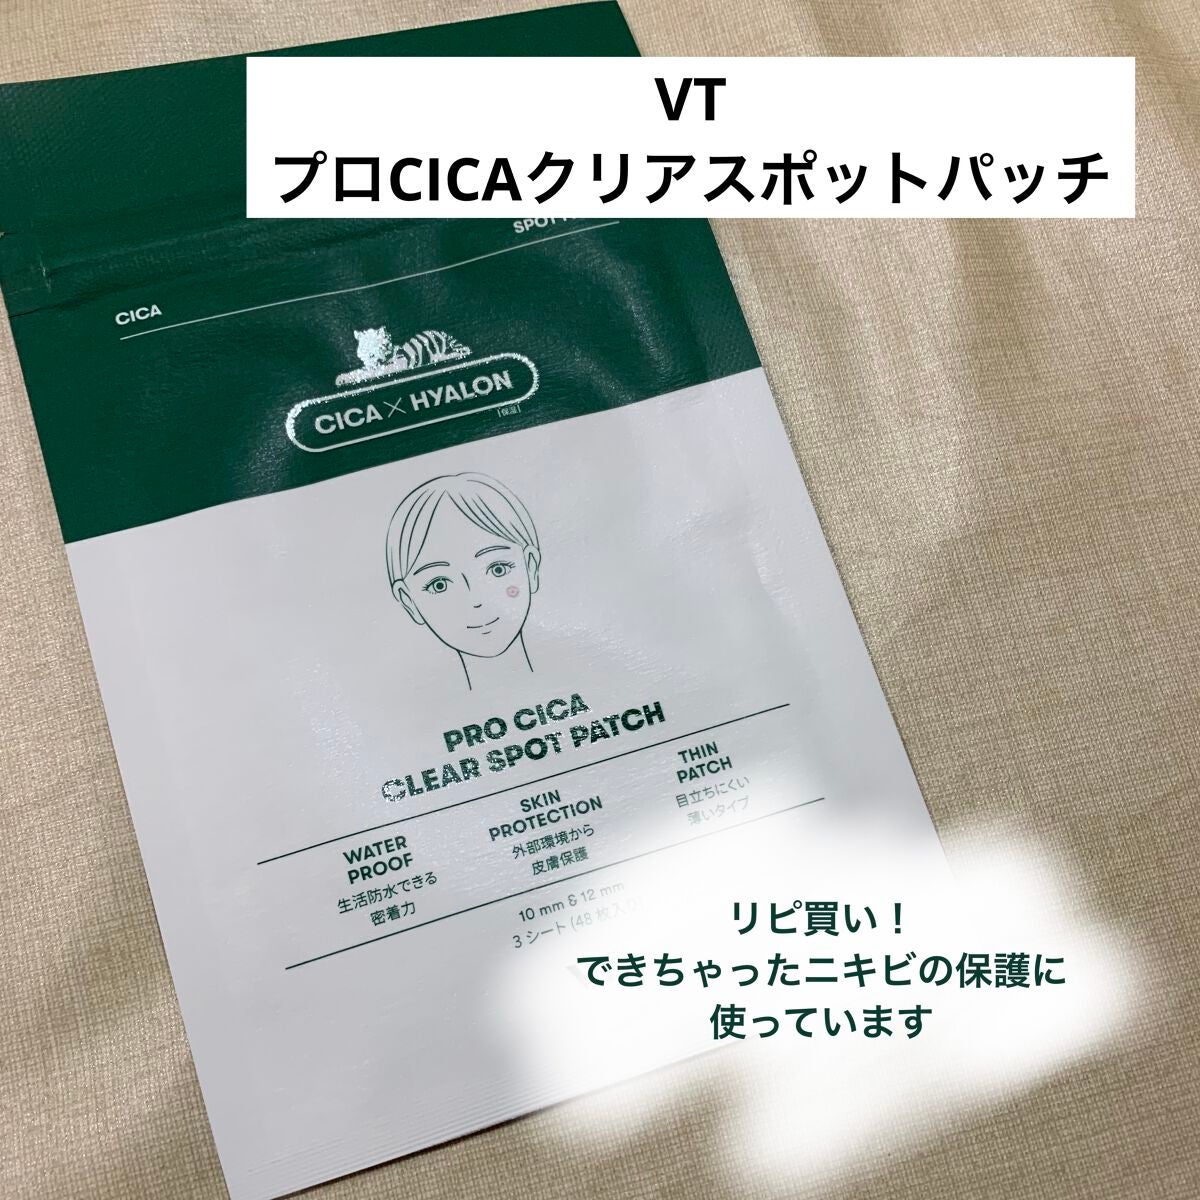 VT
プロCICAクリアスポットパッチ
SPOT
CICA
CICA×HYALON
[保湿]
PRO CICA
CLEAR SPOT PATCH
WATER
PROOF
生活防水できる
密着力
SKIN
PROTECTION
外部環境から
皮膚保護
THIN
PATCH
目立ちにくい
薄いタイプ
10 mm & 12 mm
3 シート (48 枚入り)
リピ買い！
できちゃったニキビの保護に
使っています